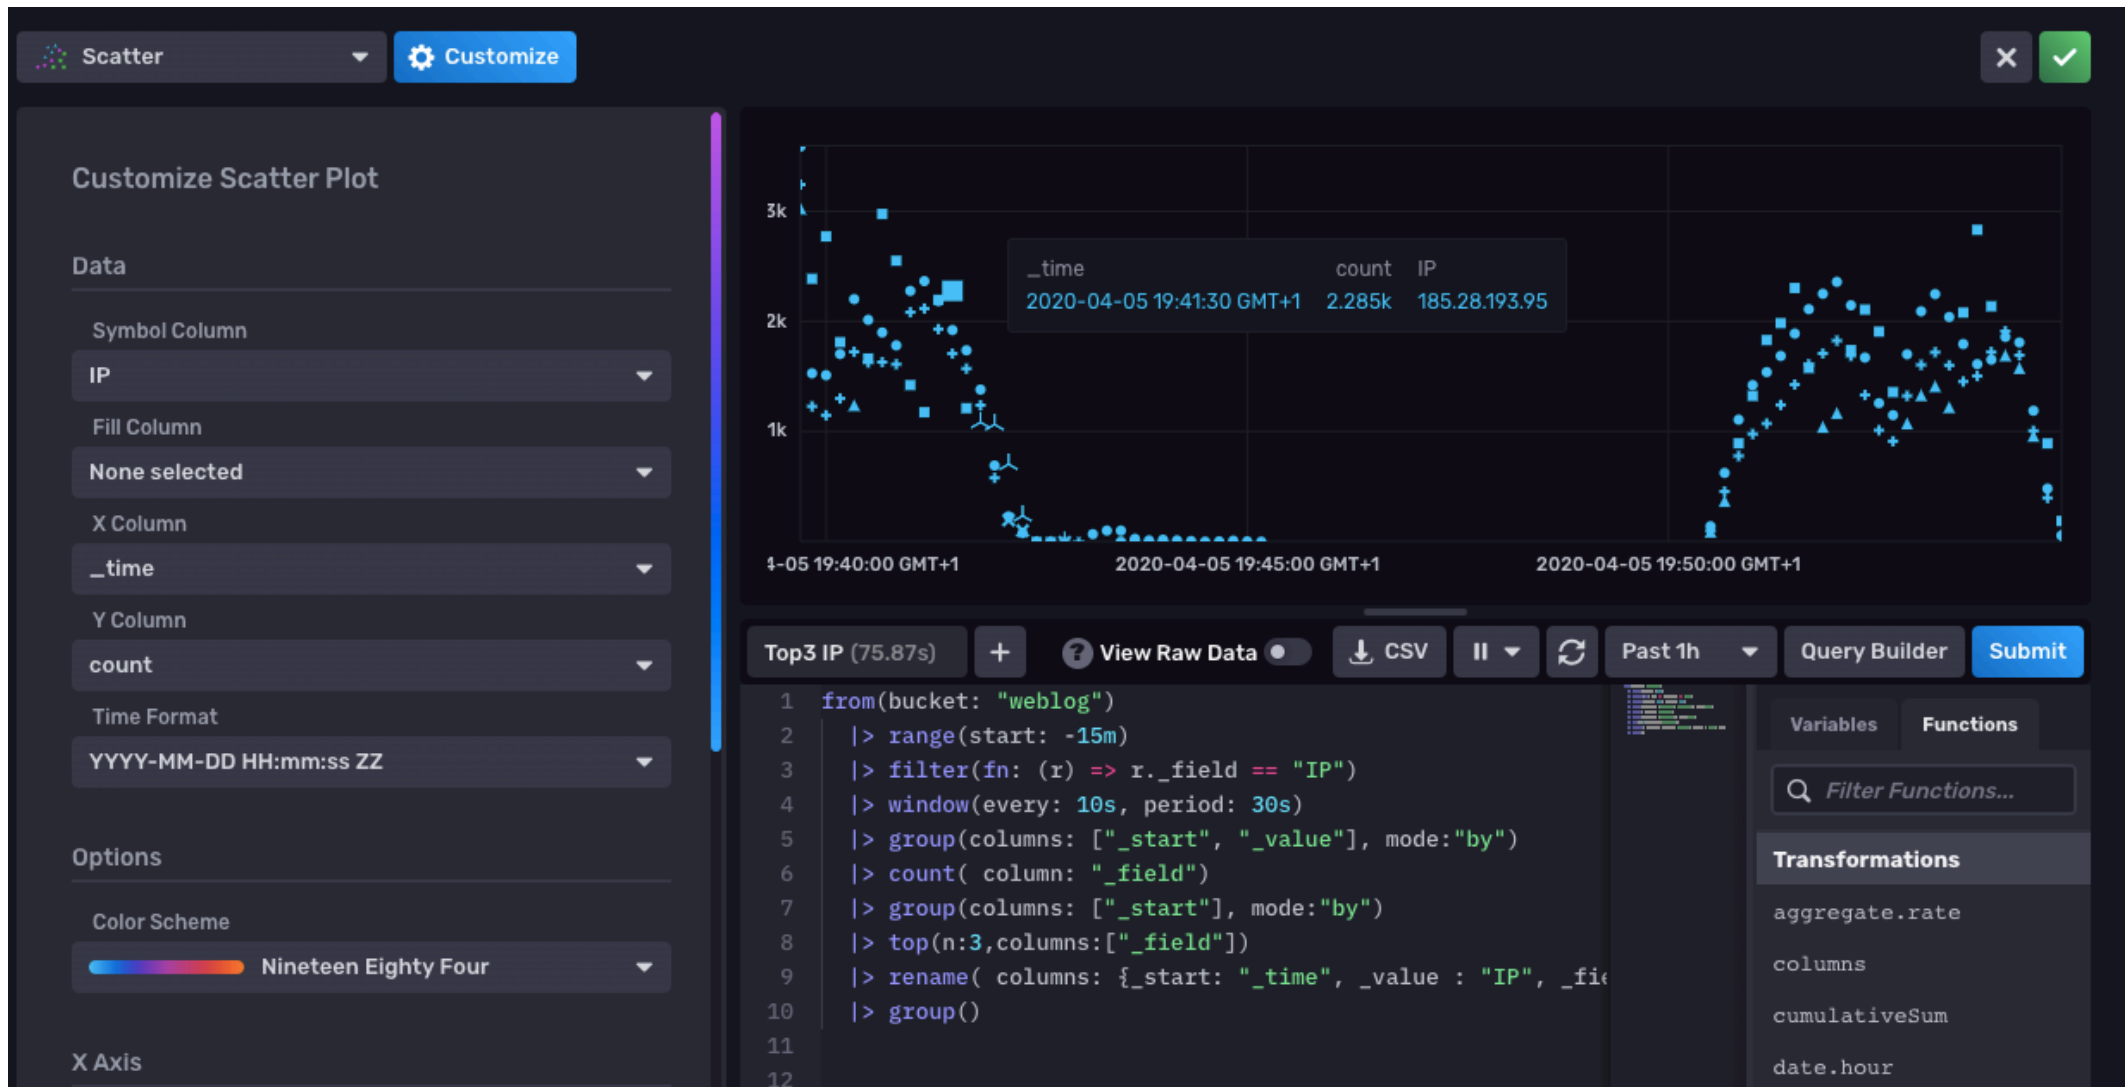 Scatter
Customize
Customize Scatter Plot
Data
Symbol Column
IP
Fill Column
None selected
X Column
_time
Y Column
count
Time Format
YYYY-MM-DD HH:mm:ss ZZ
Options
Color Scheme
Nineteen Eighty Four
X Axis
3k
2k
1k
_time count IP
2020-04-05 19:41:30 GMT+1 2.285k 185.28.193.95
4-05 19:40:00 GMT+1 2020-04-05 19:45:00 GMT+1 2020-04-05 19:50:00 GMT+1
Top3 IP (75.87s) + ? View Raw Data CSV Past 1h Query Builder Submit
1 from(bucket: "weblog")
2 |> range(start: -15m)
3 |> filter(fn: (r) => r._field == "IP")
4 |> window(every: 10s, period: 30s)
5 |> group(columns: ["_start", "_value"], mode:"by")
6 |> count( column: "_field")
7 |> group(columns: ["_start"], mode:"by")
8 |> top(n:3,columns:["_field"])
9 |> rename( columns: {_start: "_time", _value : "IP", _fie
10 |> group()
11
12
Variables Functions
Filter Functions...
Transformations
aggregate.rate
columns
cumulativeSum
date.hour